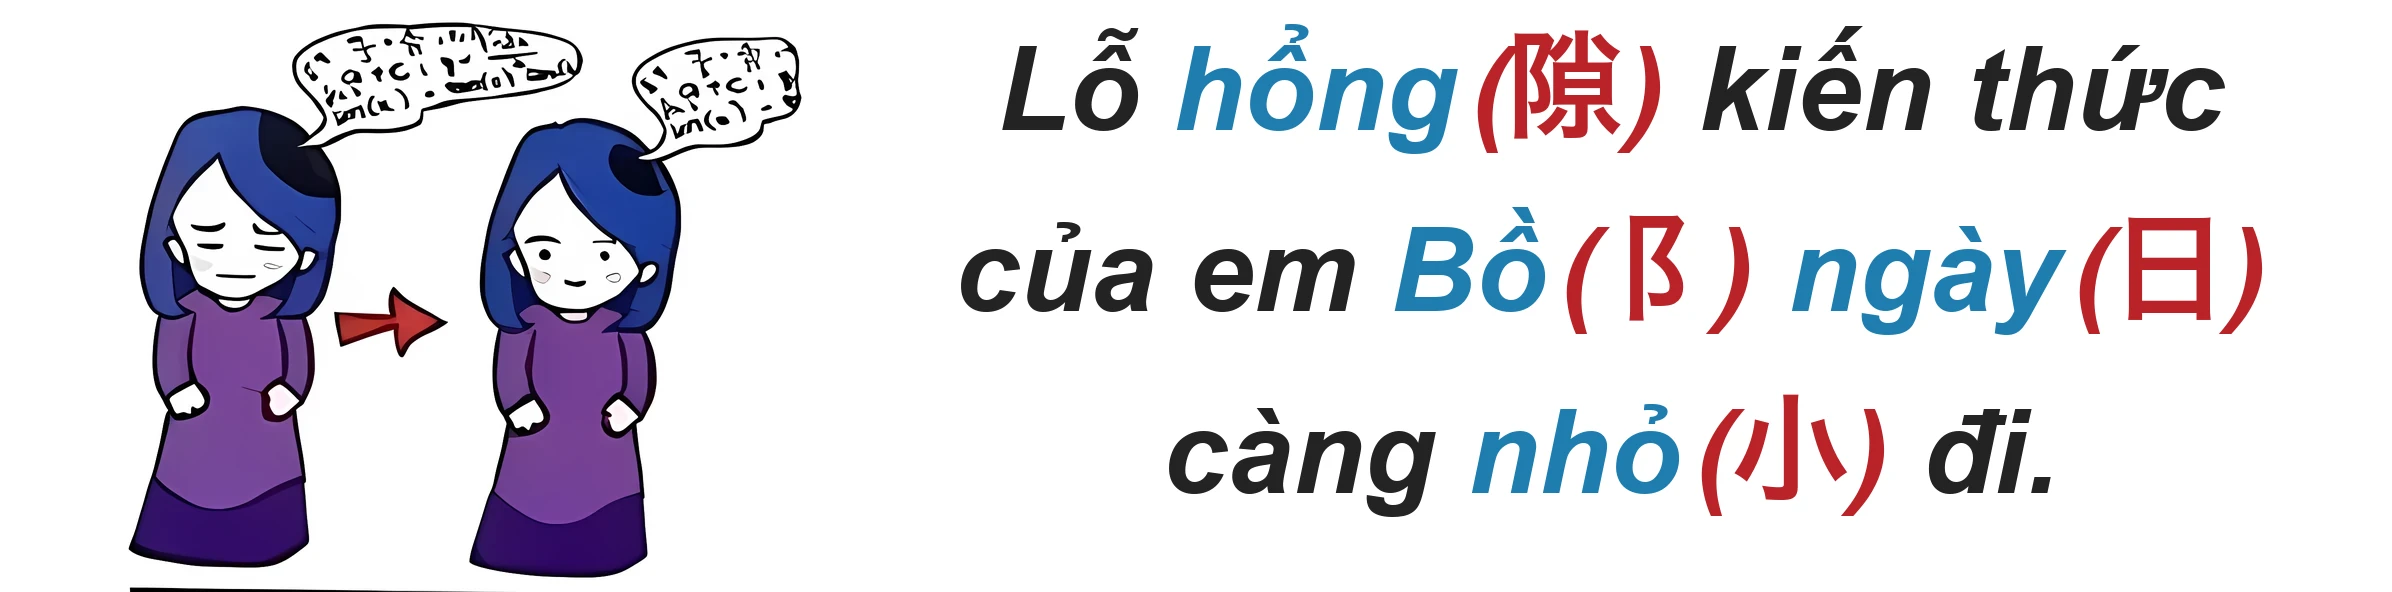 Lỗ hổng (隙) kiến thức
của em Bồ (阝) ngày (日)
càng nhỏ (小) đi.